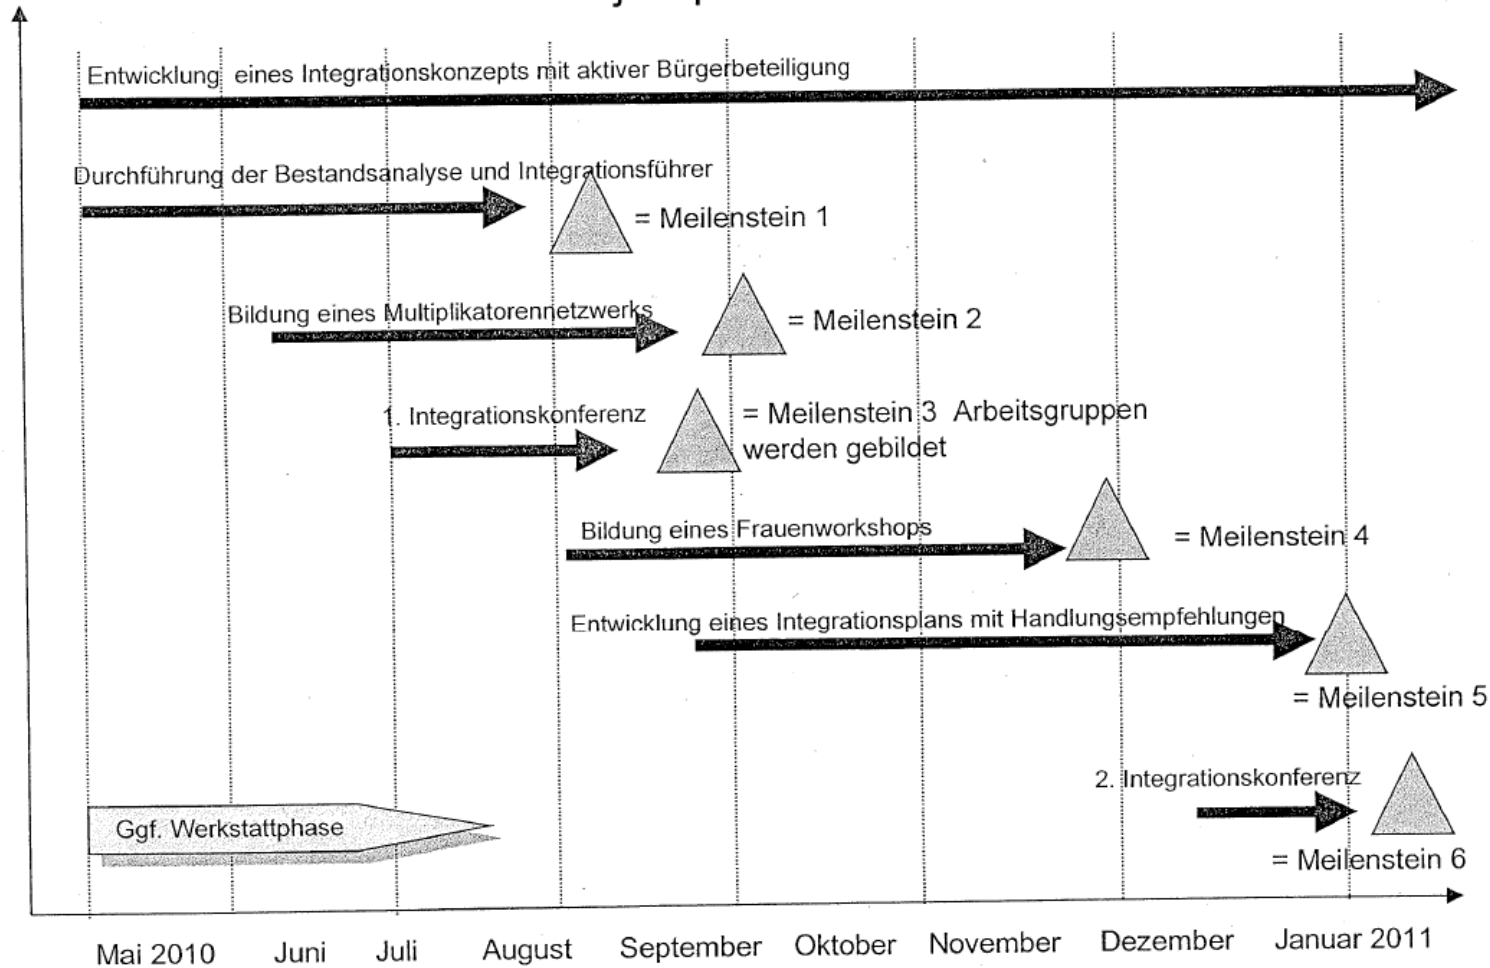 Entwicklung eines Integrationskonzepts mit aktiver Bürgerbeteiligung
Durchführung der Bestandsanalyse und Integrationsführer
= Meilenstein 1
Bildung eines Multiplikatorennetzwerks
= Meilenstein 2
1. Integrationskonferenz
= Meilenstein 3 Arbeitsgruppen
werden gebildet
Bildung eines Frauenworkshops
= Meilenstein 4
Entwicklung eines Integrationsplans mit Handlungsempfehlungen
= Meilenstein 5
2. Integrationskonferenz
Ggf. Werkstattphase
= Meilenstein 6
Mai 2010 Juni Juli August September Oktober November Dezember Januar 2011